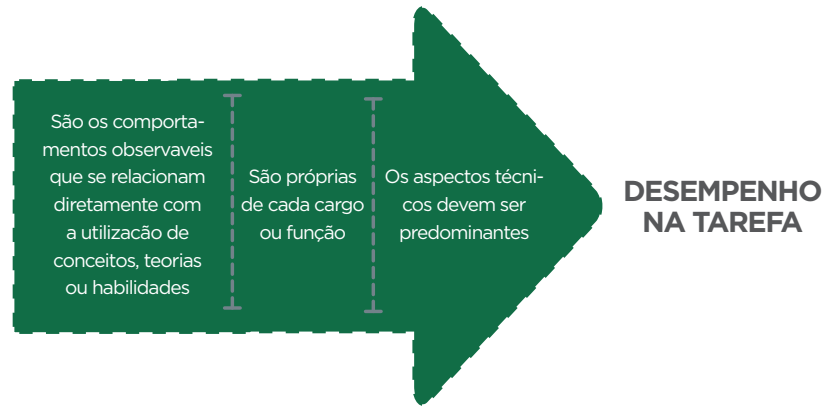 São os comporta-
mentos observaveis
que se relacionam
diretamente com
a utilizacão de
conceitos, teorias
ou habilidades
São próprias
de cada cargo
ou função
Os aspectos técni-
cos devem ser
predominantes
DESEMPENHO
NA TAREFA